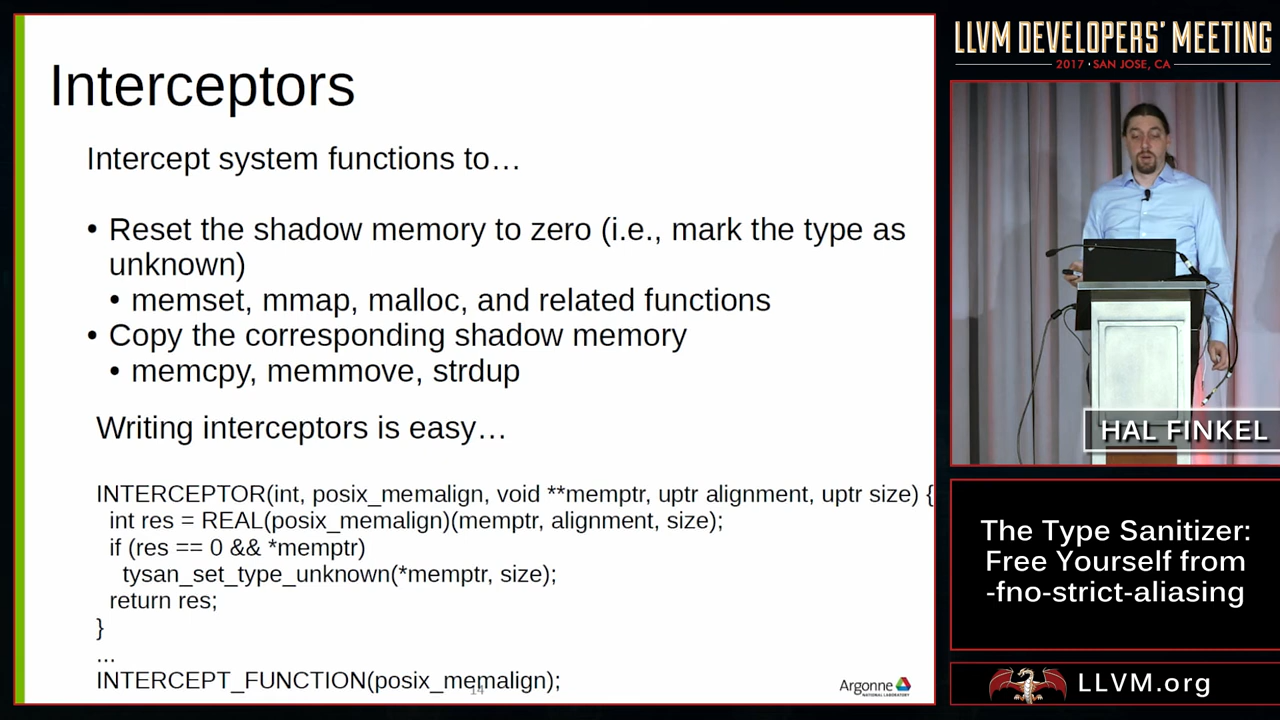 Interceptors
Intercept system functions to…
• Reset the shadow memory to zero (i.e., mark the type as
unknown)
• memset, mmap, malloc, and related functions
• Copy the corresponding shadow memory
• memcpy, memmove, strdup
Writing interceptors is easy…
INTERCEPTOR(int, posix_memalign, void **memptr, uptr alignment, uptr size) {
int res = REAL(posix_memalign)(memptr, alignment, size);
if (res == 0 && *memptr)
tysan_set_type_unknown(*memptr, size);
return res;
}
...
INTERCEPT_FUNCTION(posix_memalign);
14
Argonne
NATIONAL LABORATORY
LLVM DEVELOPERS' MEETING
2017 • SAN JOSE, CA
HAL FINKEL
The Type Sanitizer:
Free Yourself from
-fno-strict-aliasing
LLVM.org